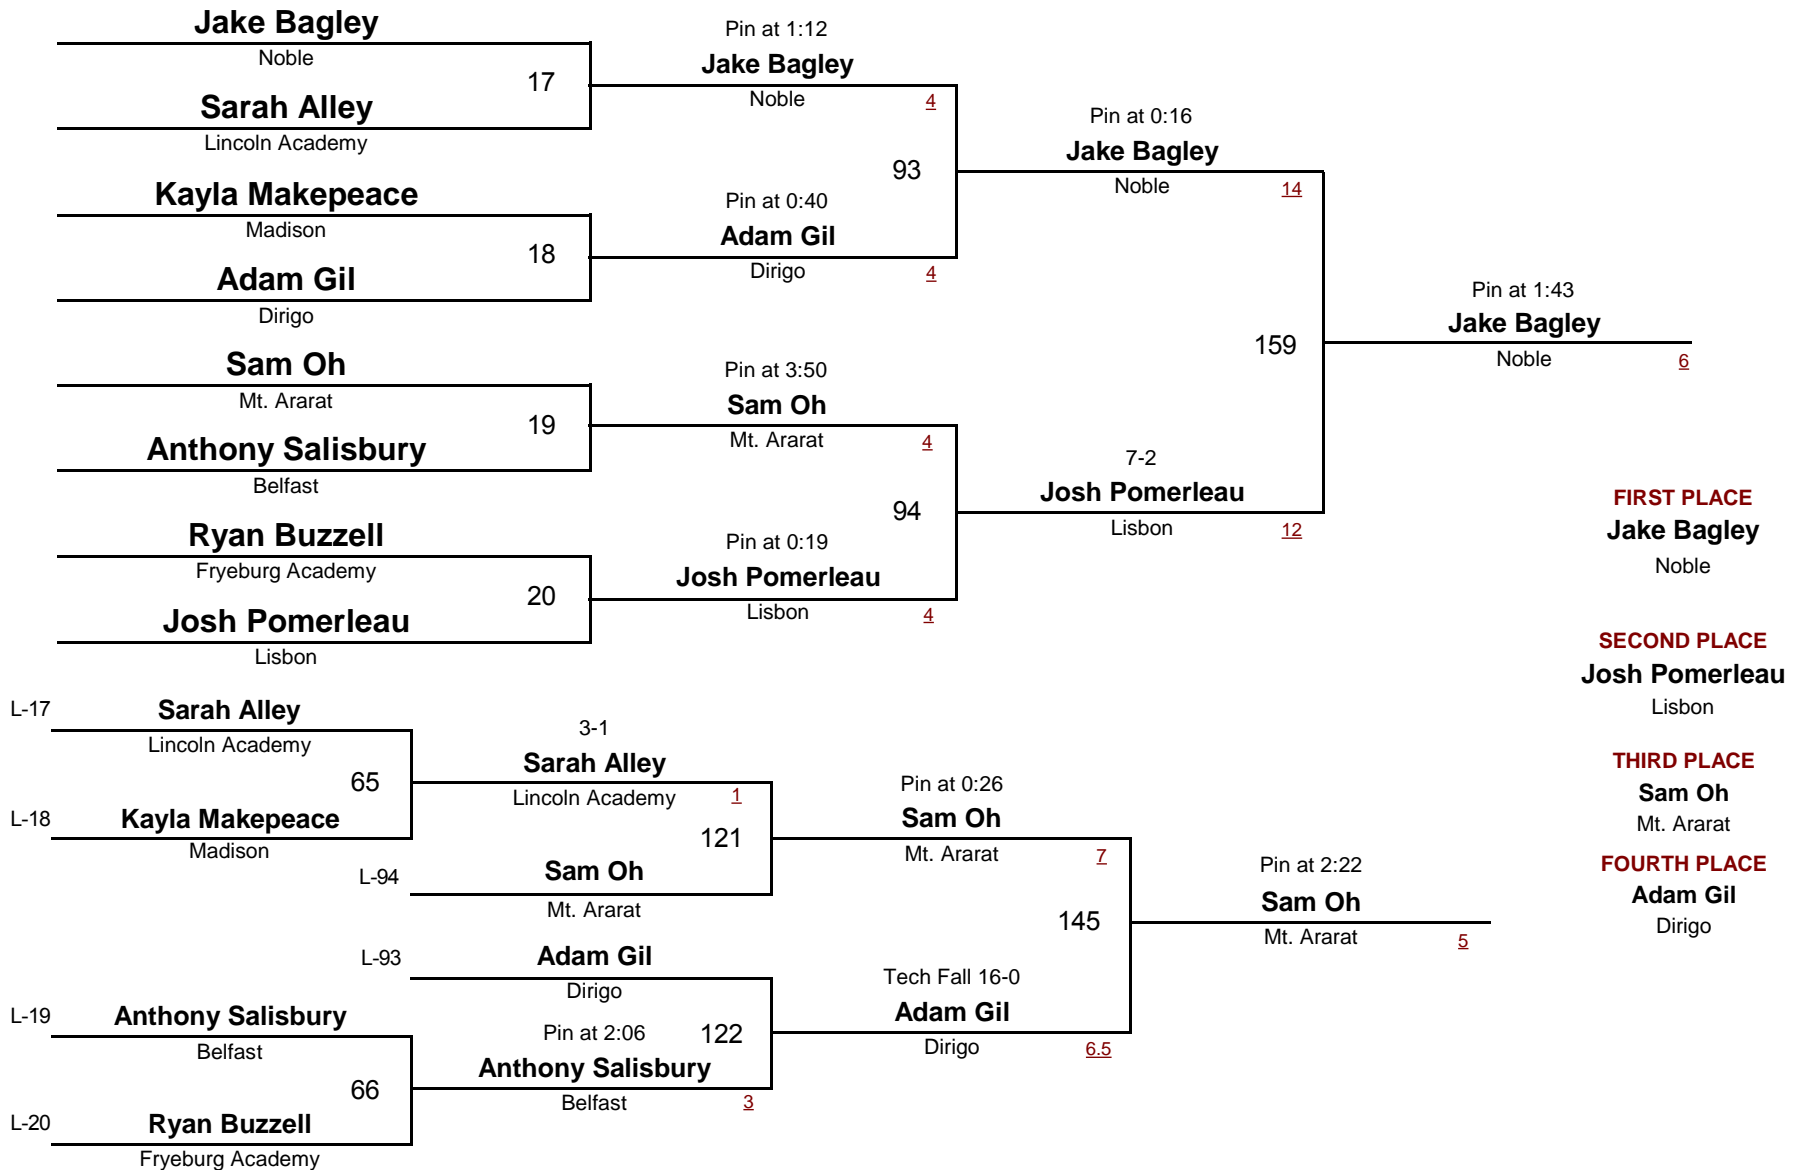 Jake Bagley
Noble
17
Sarah Alley
Lincoln Academy
Kayla Makepeace
Madison
18
Adam Gil
Dirigo
Sam Oh
Mt. Ararat
19
Anthony Salisbury
Belfast
Ryan Buzzell
Fryeburg Academy
20
Josh Pomerleau
Lisbon
Pin at 1:12
Jake Bagley
Noble
4
93
Pin at 0:40
Adam Gil
Dirigo
4
Pin at 3:50
Sam Oh
Mt. Ararat
4
94
Pin at 0:19
Josh Pomerleau
Lisbon
4
Pin at 0:16
Jake Bagley
Noble
14
159
7-2
Josh Pomerleau
Lisbon
12
Pin at 1:43
Jake Bagley
Noble
6
FIRST PLACE
Jake Bagley
Noble
SECOND PLACE
Josh Pomerleau
Lisbon
THIRD PLACE
Sam Oh
Mt. Ararat
FOURTH PLACE
Adam Gil
Dirigo
L-17
Sarah Alley
Lincoln Academy
65
L-18
Kayla Makepeace
Madison
3-1
Sarah Alley
Lincoln Academy
1
121
L-94
Sam Oh
Mt. Ararat
L-93
Adam Gil
Dirigo
L-19
Anthony Salisbury
Belfast
66
L-20
Ryan Buzzell
Fryeburg Academy
Pin at 2:06
122
Anthony Salisbury
Belfast
3
Pin at 0:26
Sam Oh
Mt. Ararat
7
145
Tech Fall 16-0
Adam Gil
Dirigo
6.5
Pin at 2:22
Sam Oh
Mt. Ararat
5